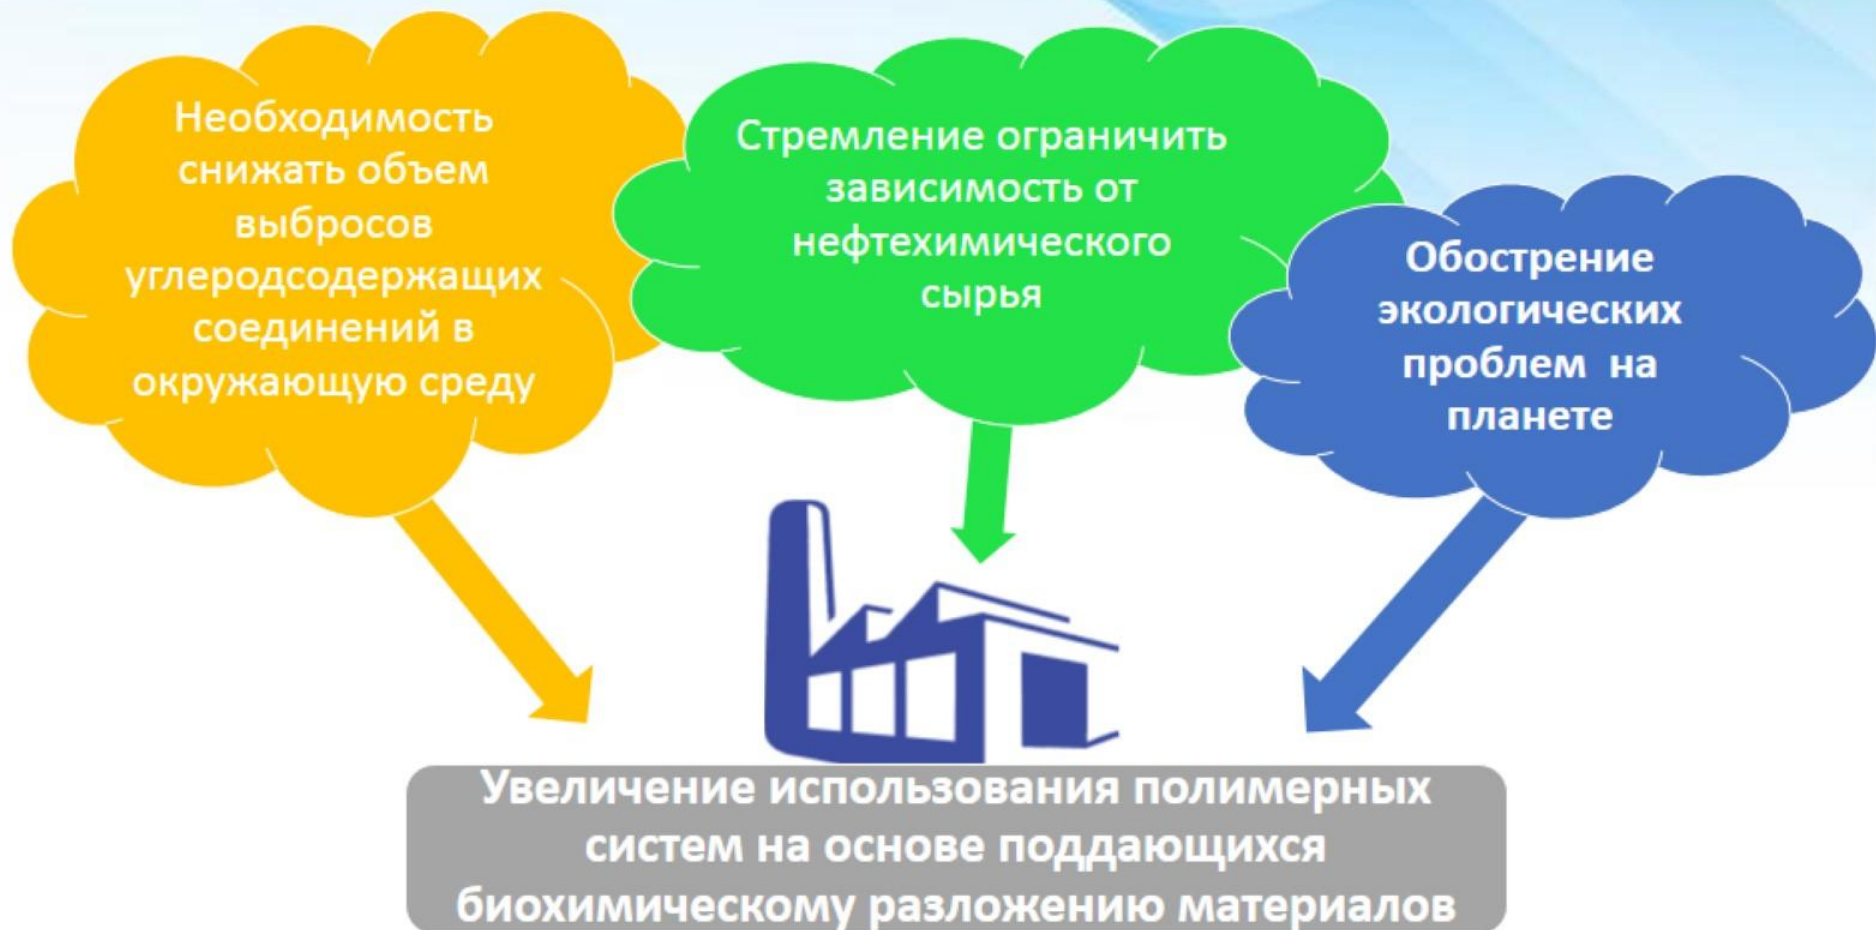 Необходимость
снижать объем
выбросов
углеродсодержащих
соединений в
окружающую среду
Стремление ограничить
зависимость от
нефтехимического
сырья
Обострение
экологических
проблем на
планете
Увеличение использования полимерных
систем на основе поддающихся
биохимическому разложению материалов